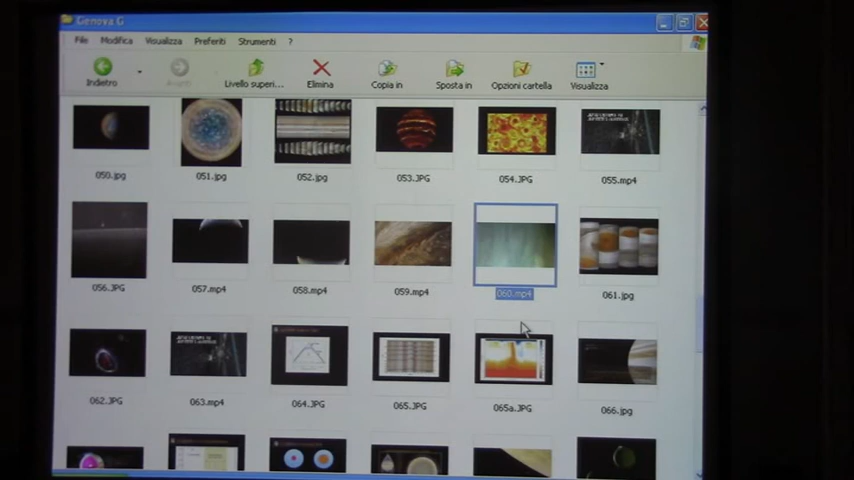 Genova G
File Modifica Visualizza Preferiti Strumenti ?
Indietro Livello superi... Elimina Copia in Sposta in Opzioni cartella Visualizza
050.jpg 051.jpg 052.jpg 053.JPG 054.JPG 055.mp4
056.JPG 057.mp4 058.mp4 059.mp4 060.mp4 061.jpg
062.JPG 063.mp4 064.JPG 065.JPG 065a.JPG 066.jpg